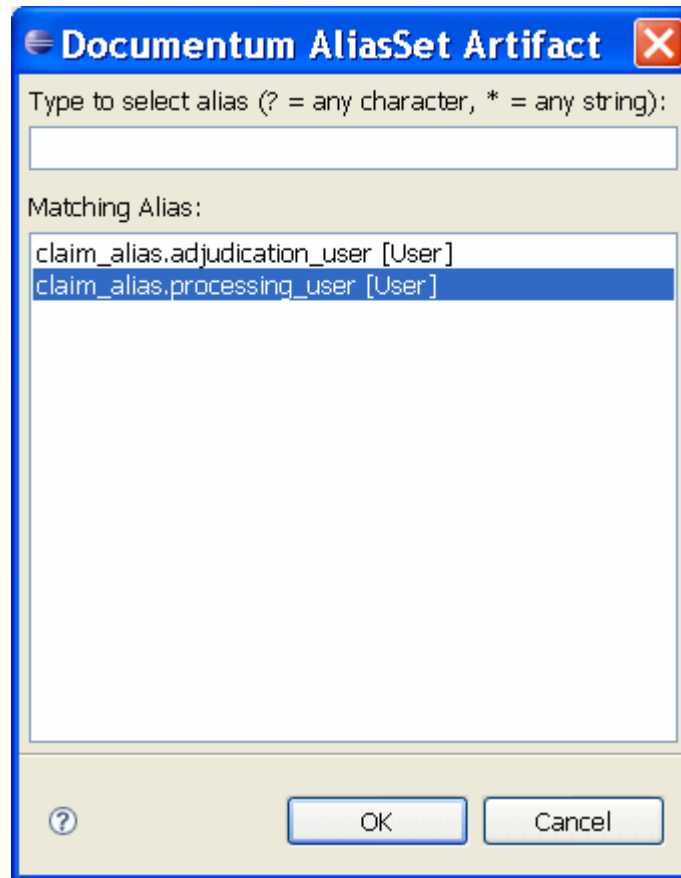 Documentum AliasSet Artifact
Type to select alias (? = any character, * = any string):
Matching Alias:
claim_alias.adjudication_user [User]
claim_alias.processing_user [User]
?
OK Cancel